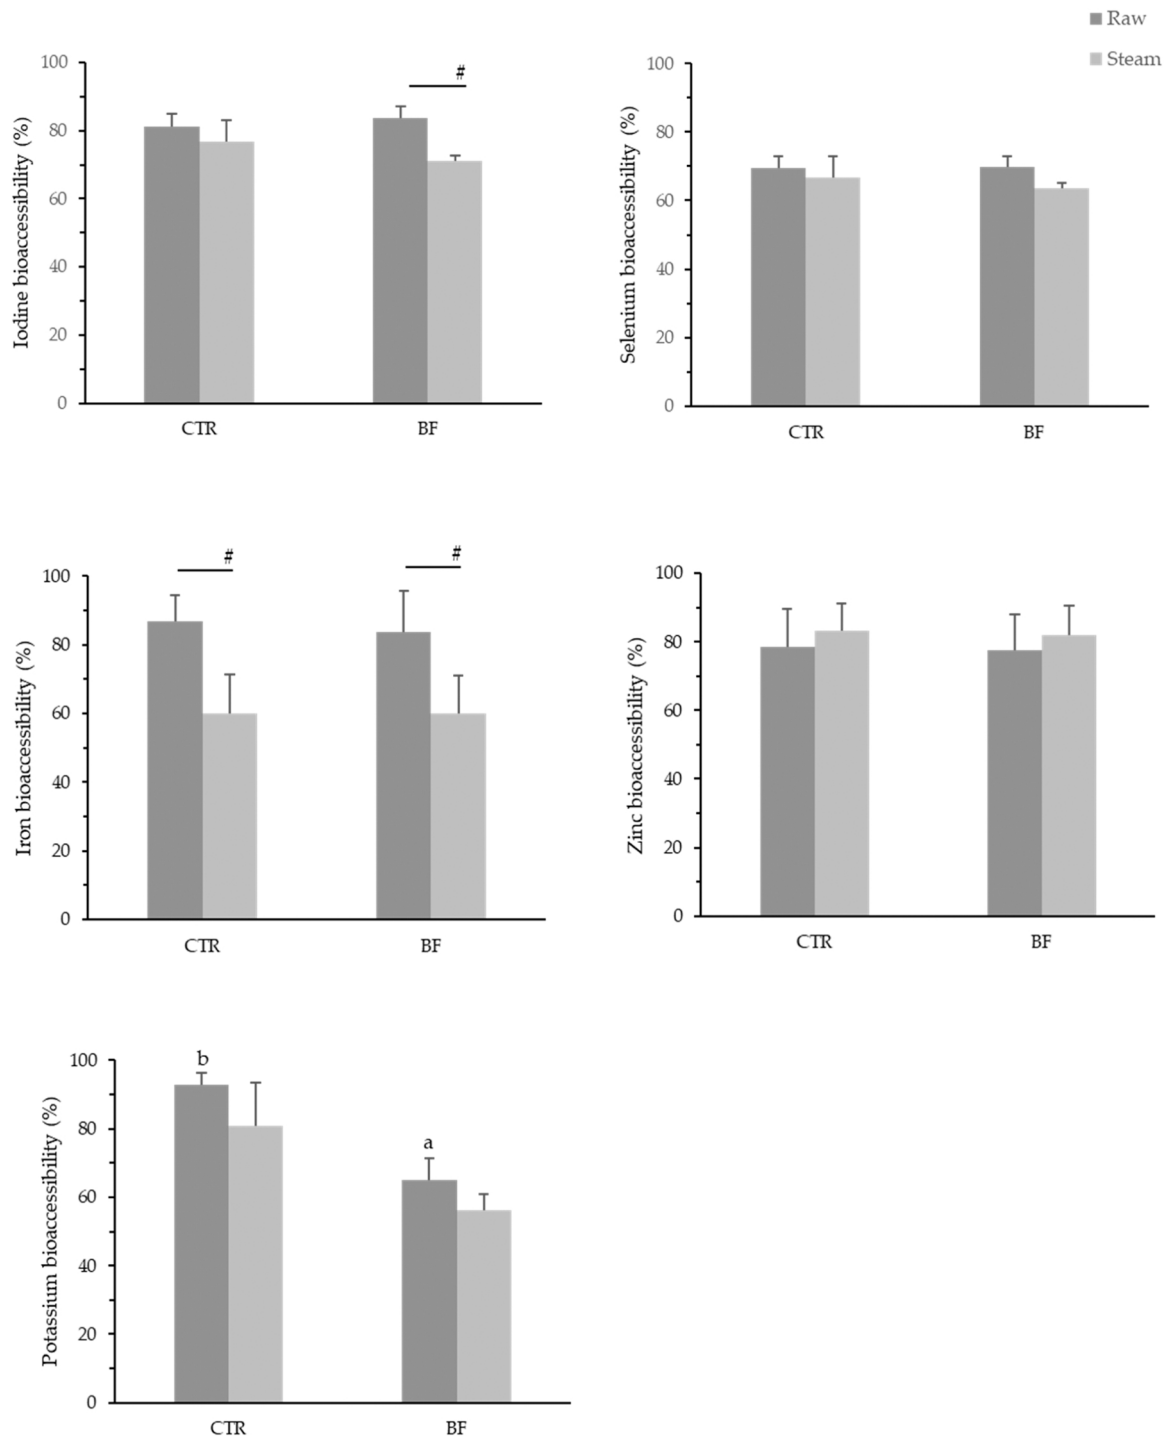 Raw
Steam
#
100
80
60
40
20
0
Iodine bioaccessibility (%)
CTR
BF
100
80
60
40
20
0
Selenium bioaccessibility (%)
CTR
BF
#
#
100
80
60
40
20
0
Iron bioaccessibility (%)
CTR
BF
100
80
60
40
20
0
Zinc bioaccessibility (%)
CTR
BF
b
a
100
80
60
40
20
0
Potassium bioaccessibility (%)
CTR
BF